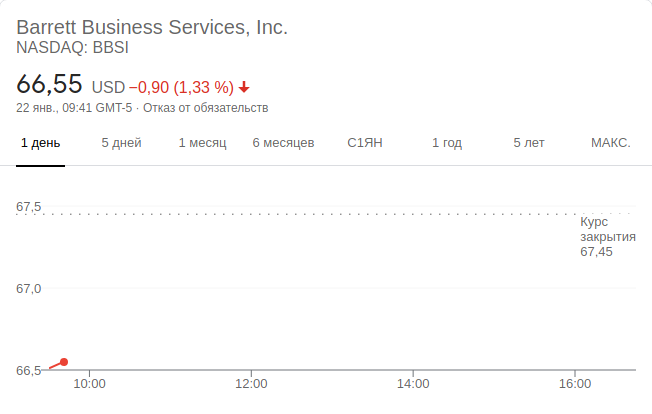 Barrett Business Services, Inc.
NASDAQ: BBSI
66,55 USD −0,90 (1,33 %)
22 янв., 09:41 GMT-5 · Отказ от обязательств
1 день 5 дней 1 месяц 6 месяцев С1ЯН 1 год 5 лет МАКС.
67,5
Курс
закрытия
67,45
67,0
66,5
10:00 12:00 14:00 16:00